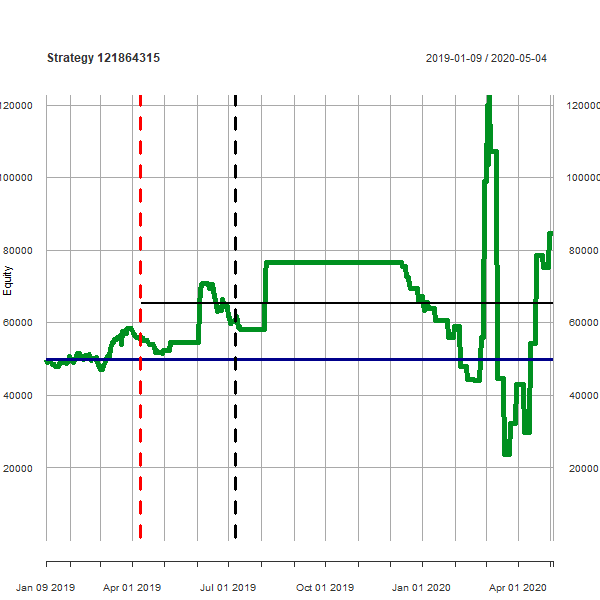 Strategy 121864315 2019-01-09 / 2020-05-04
120000 120000
100000 100000
80000 80000
Equity
60000 60000
40000 40000
20000 20000
Jan 09 2019 Apr 01 2019 Jul 01 2019 Oct 01 2019 Jan 01 2020 Apr 01 2020